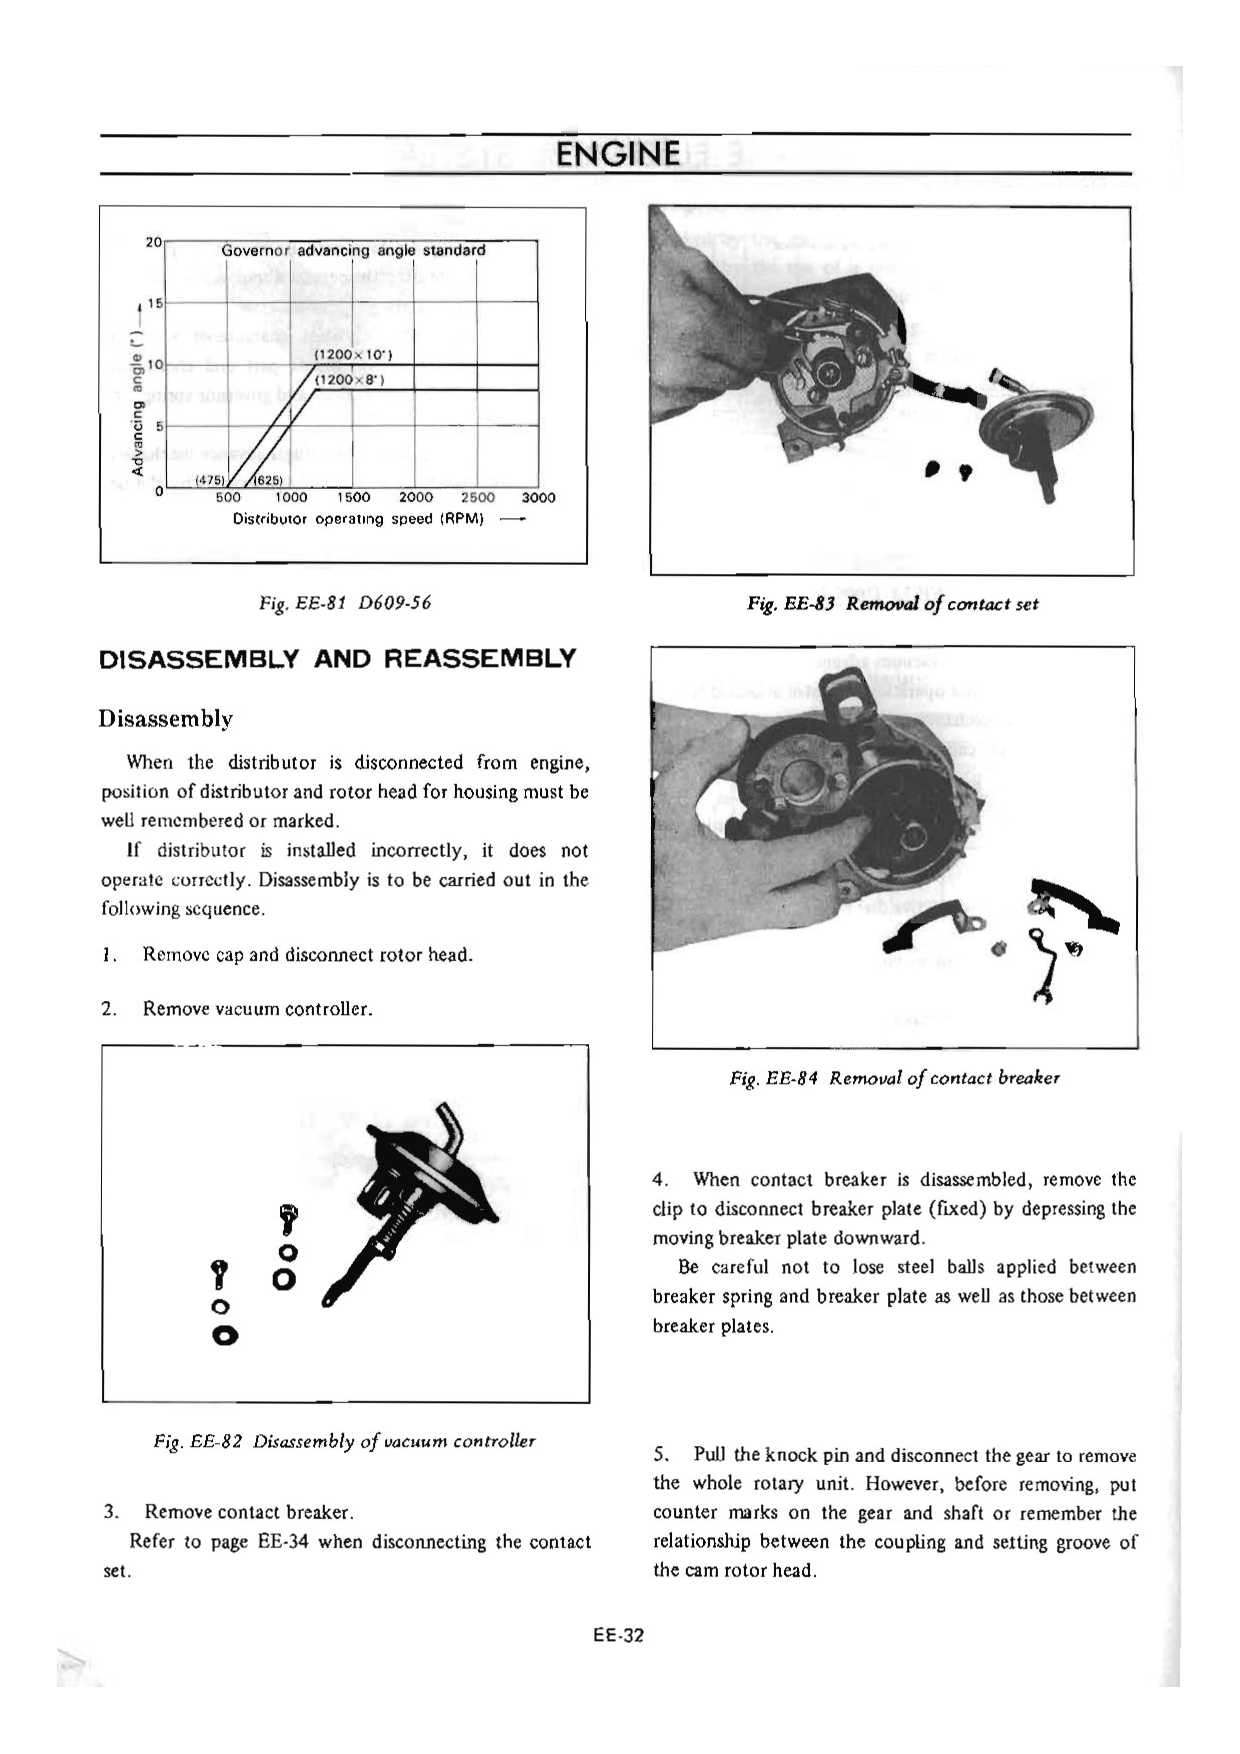 ENGINE
Governor advancing angle standard
20
15
10
5
0
Advancing angle (°) →
(1200×10°)
(1200×8°)
(475)
(625)
500 1000 1500 2000 2500 3000
Distributor operating speed (RPM) →
Fig. EE-81 D609-56
DISASSEMBLY AND REASSEMBLY
Disassembly
When the distributor is disconnected from engine,
position of distributor and rotor head for housing must be
well remembered or marked.
If distributor is installed incorrectly, it does not
operate correctly. Disassembly is to be carried out in the
following sequence.
1. Remove cap and disconnect rotor head.
2. Remove vacuum controller.
Fig. EE-82 Disassembly of vacuum controller
3. Remove contact breaker.
Refer to page EE-34 when disconnecting the contact
set.
Fig. EE-83 Removal of contact set
Fig. EE-84 Removal of contact breaker
4. When contact breaker is disassembled, remove the
clip to disconnect breaker plate (fixed) by depressing the
moving breaker plate downward.
Be careful not to lose steel balls applied between
breaker spring and breaker plate as well as those between
breaker plates.
5. Pull the knock pin and disconnect the gear to remove
the whole rotary unit. However, before removing, put
counter marks on the gear and shaft or remember the
relationship between the coupling and setting groove of
the cam rotor head.
EE-32